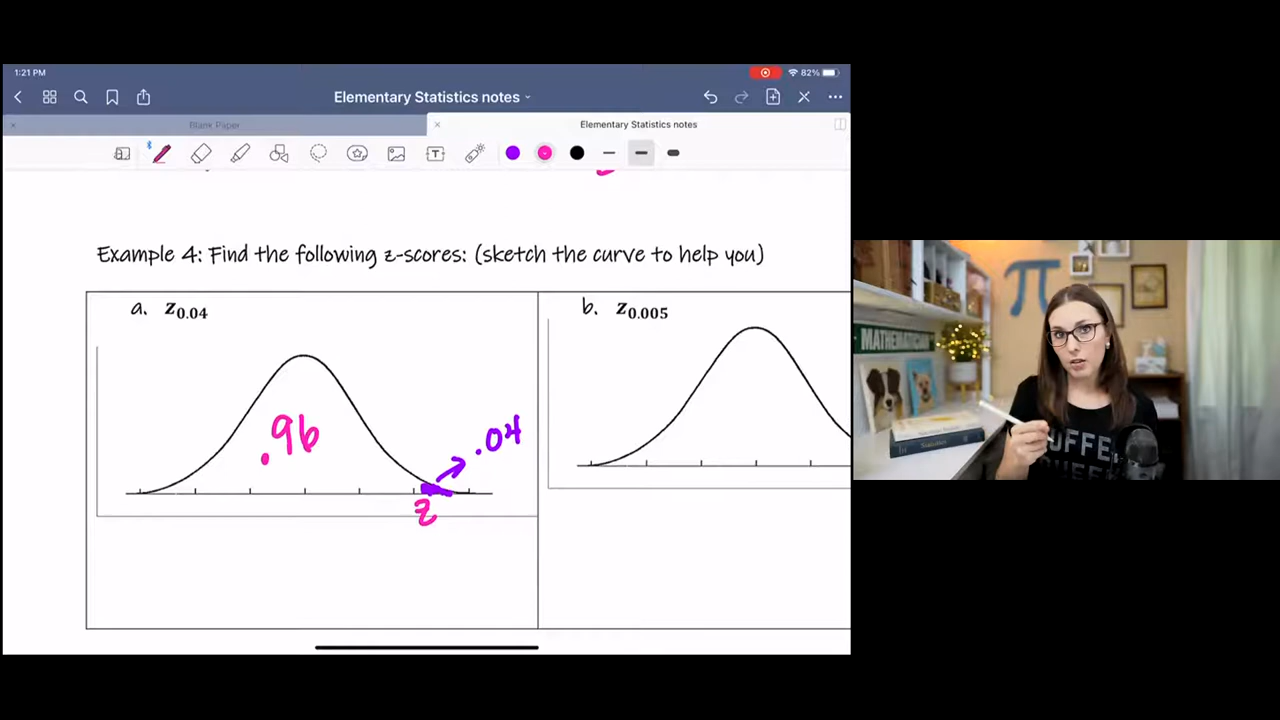 1:21 PM
82%
Elementary Statistics notes
Blank Paper
Elementary Statistics notes
Example 4: Find the following z-scores: (sketch the curve to help you)
a. z0.04
b. z0.005
.96
.04
z
MATHEMATICIAN
Statistics